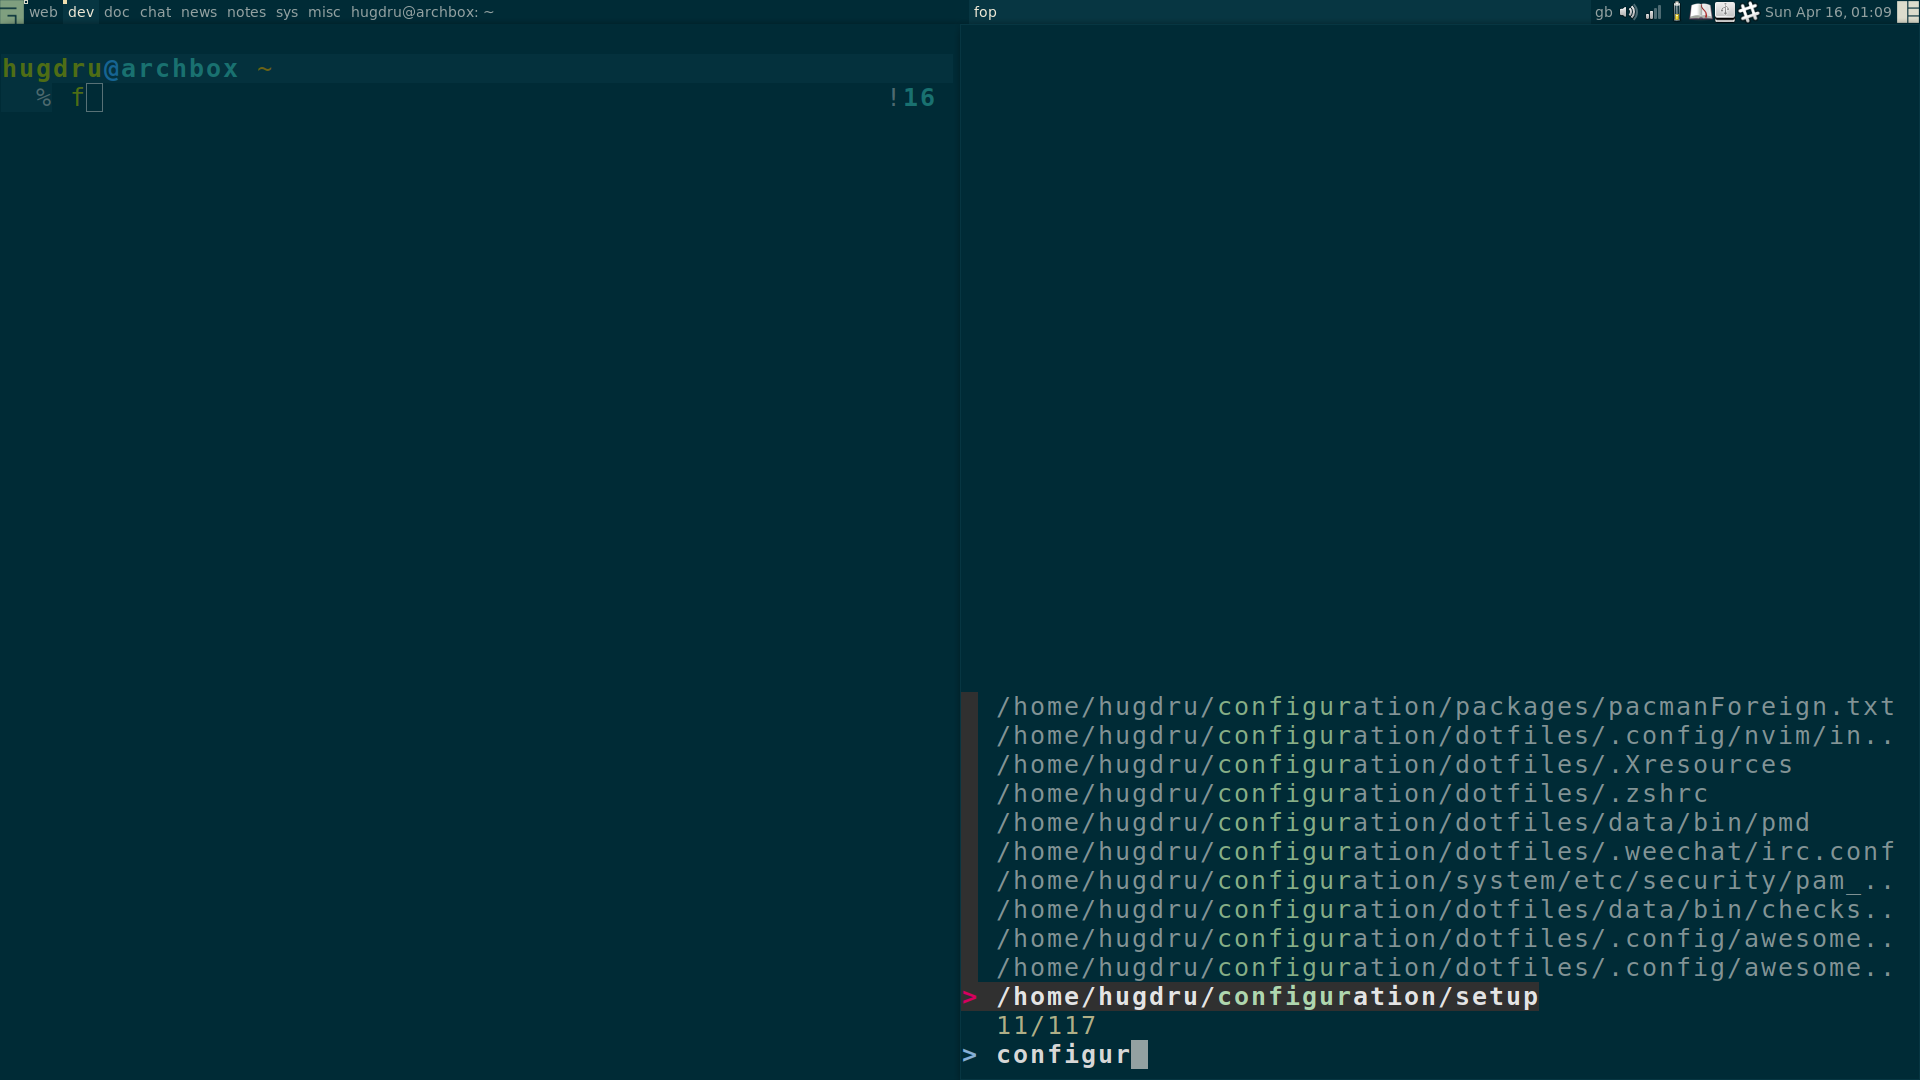 web dev doc chat news notes sys misc hugdru@archbox: ~ fop gb Sun Apr 16, 01:09
hugdru@archbox ~
% f !16
/home/hugdru/configuration/packages/pacmanForeign.txt
/home/hugdru/configuration/dotfiles/.config/nvim/in..
/home/hugdru/configuration/dotfiles/.Xresources
/home/hugdru/configuration/dotfiles/.zshrc
/home/hugdru/configuration/dotfiles/data/bin/pmd
/home/hugdru/configuration/dotfiles/.weechat/irc.conf
/home/hugdru/configuration/system/etc/security/pam_..
/home/hugdru/configuration/dotfiles/data/bin/checks..
/home/hugdru/configuration/dotfiles/.config/awesome..
/home/hugdru/configuration/dotfiles/.config/awesome..
> /home/hugdru/configuration/setup
11/117
> configur